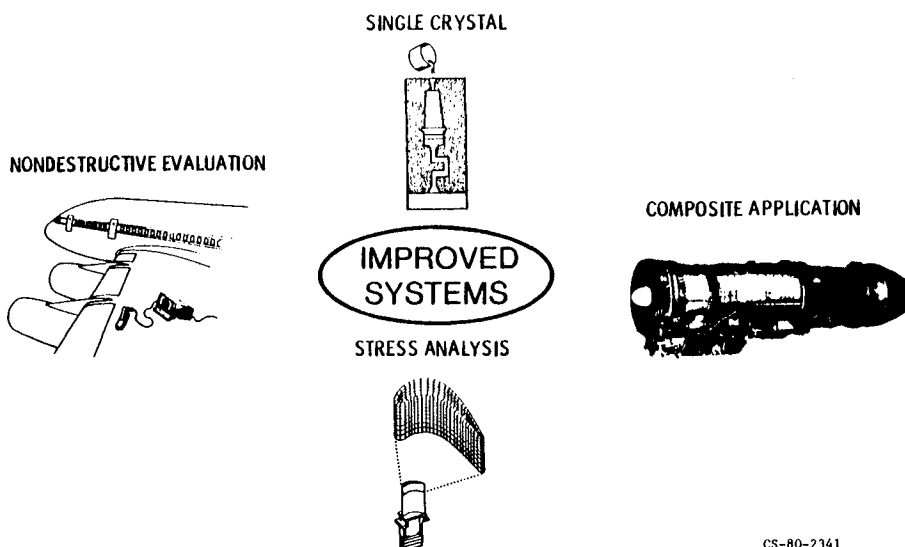 SINGLE CRYSTAL
NONDESTRUCTIVE EVALUATION
COMPOSITE APPLICATION
IMPROVED
SYSTEMS
STRESS ANALYSIS
CS-80-2341